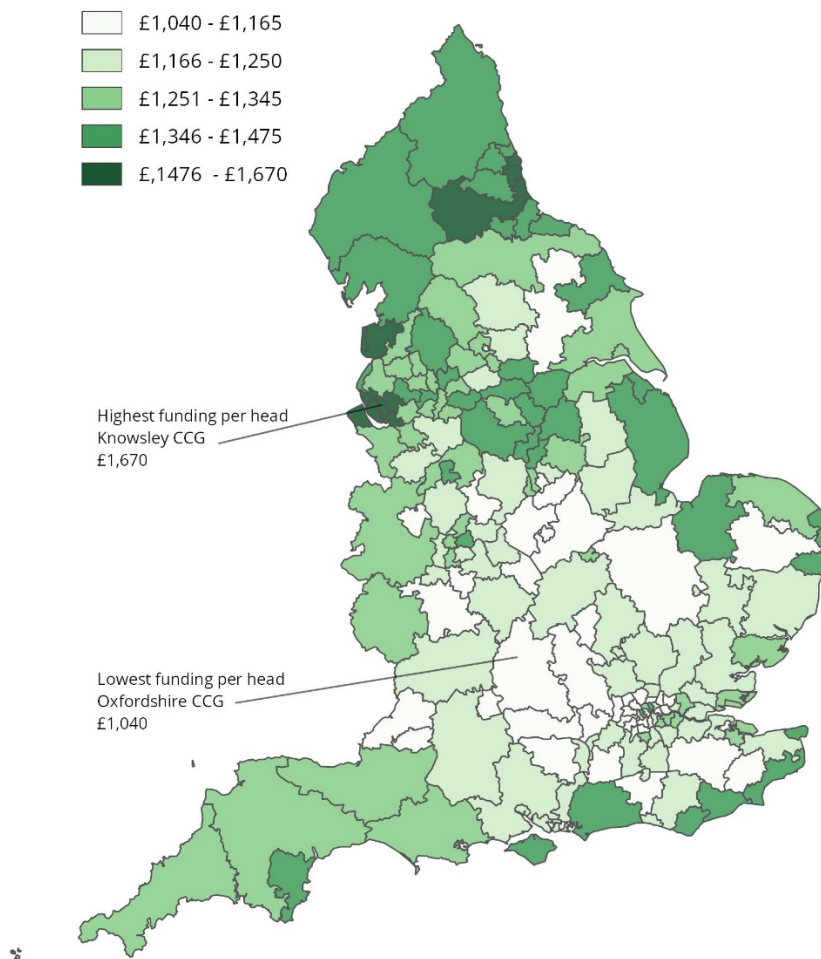 £1,040 - £1,165
£1,166 - £1,250
£1,251 - £1,345
£1,346 - £1,475
£,1476 - £1,670
Highest funding per head
Knowsley CCG
£1,670
Lowest funding per head
Oxfordshire CCG
£1,040